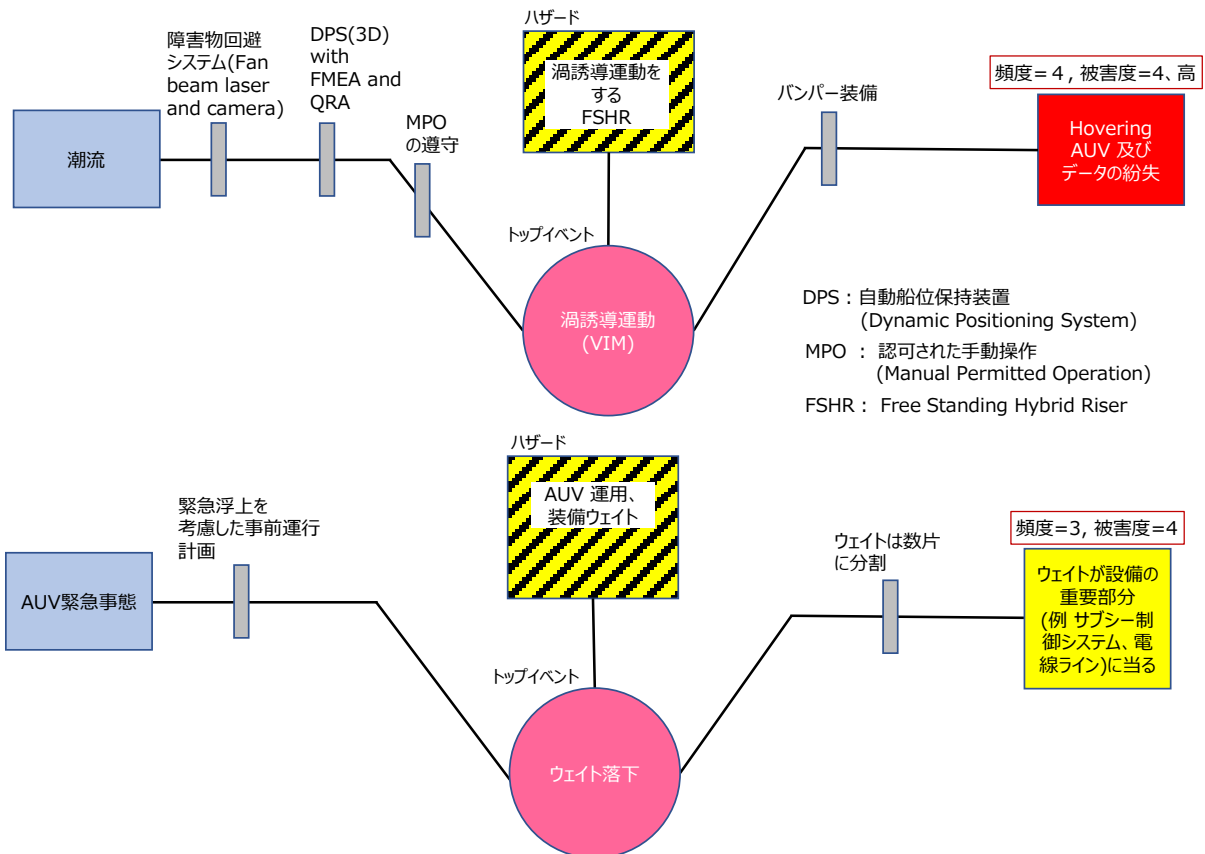 ハザード
障害物回避
システム(Fan
beam laser
and camera)
DPS(3D)
with
FMEA and
QRA
MPO
の遵守
渦誘導運動を
する
FSHR
バンパー装備
頻度= 4 , 被害度=4、高
潮流
Hovering
AUV 及び
データの紛失
トップイベント
渦誘導運動
(VIM)
DPS : 自動船位保持装置
(Dynamic Positioning System)
MPO : 認可された手動操作
(Manual Permitted Operation)
FSHR : Free Standing Hybrid Riser
ハザード
緊急浮上を
考慮した事前運行
計画
AUV 運用、
装備ウェイト
ウェイトは数片
に分割
頻度=3, 被害度=4
AUV緊急事態
ウェイトが設備の
重要部分
(例 サブシー制
御システム、電
線ライン)に当る
トップイベント
ウェイト落下